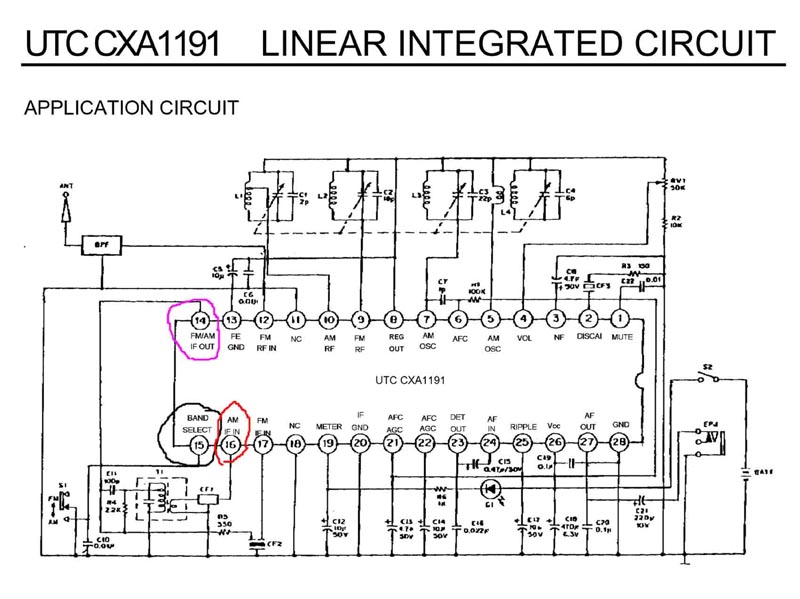 UTC CXA1191 LINEAR INTEGRATED CIRCUIT
APPLICATION CIRCUIT
ANT
BPF
L1
C1
2p
L2
C2
L3
C3
22p
L4
C4
6p
RV1
50K
R2
10K
C5
10µ
C6
0.01µ
C7
100K
4.7µ
50V
CF3
R3 150
C22
0.01
14 13 12 11 10 9 8 7 6 5 4 3 2 1
FM/AM
IF OUT
FE
GND
FM
RF IN
NC
AM
RF
FM
RF
REG
OUT
AM
OSC
AFC
AM
OSC
VOL
NF
DISCAI
MUTE
UTC CXA1191
BAND
SELECT
AM
IF IN
FM
IF IN
NC
METER
IF
GND
AFC
AGC
AFC
AGC
DET
OUT
AF
IN
RIPPLE
Vcc
AF
OUT
GND
15 16 17 18 19 20 21 22 23 24 25 26 27 28
S2
EPJ
S1
FM
AM
C11
100p
R4
2.2K
T1
CF1
R5
330
CF2
C10
0.01µ
C12
10µ
50V
C13
4.7µ
50V
C14
10µ
50V
C15
0.47µ/50V
C16
0.022µ
C17
10µ
50V
C18
470µ
6.3V
C19
0.1µ
C20
0.1µ
C21
220µ
10V
R6
1K